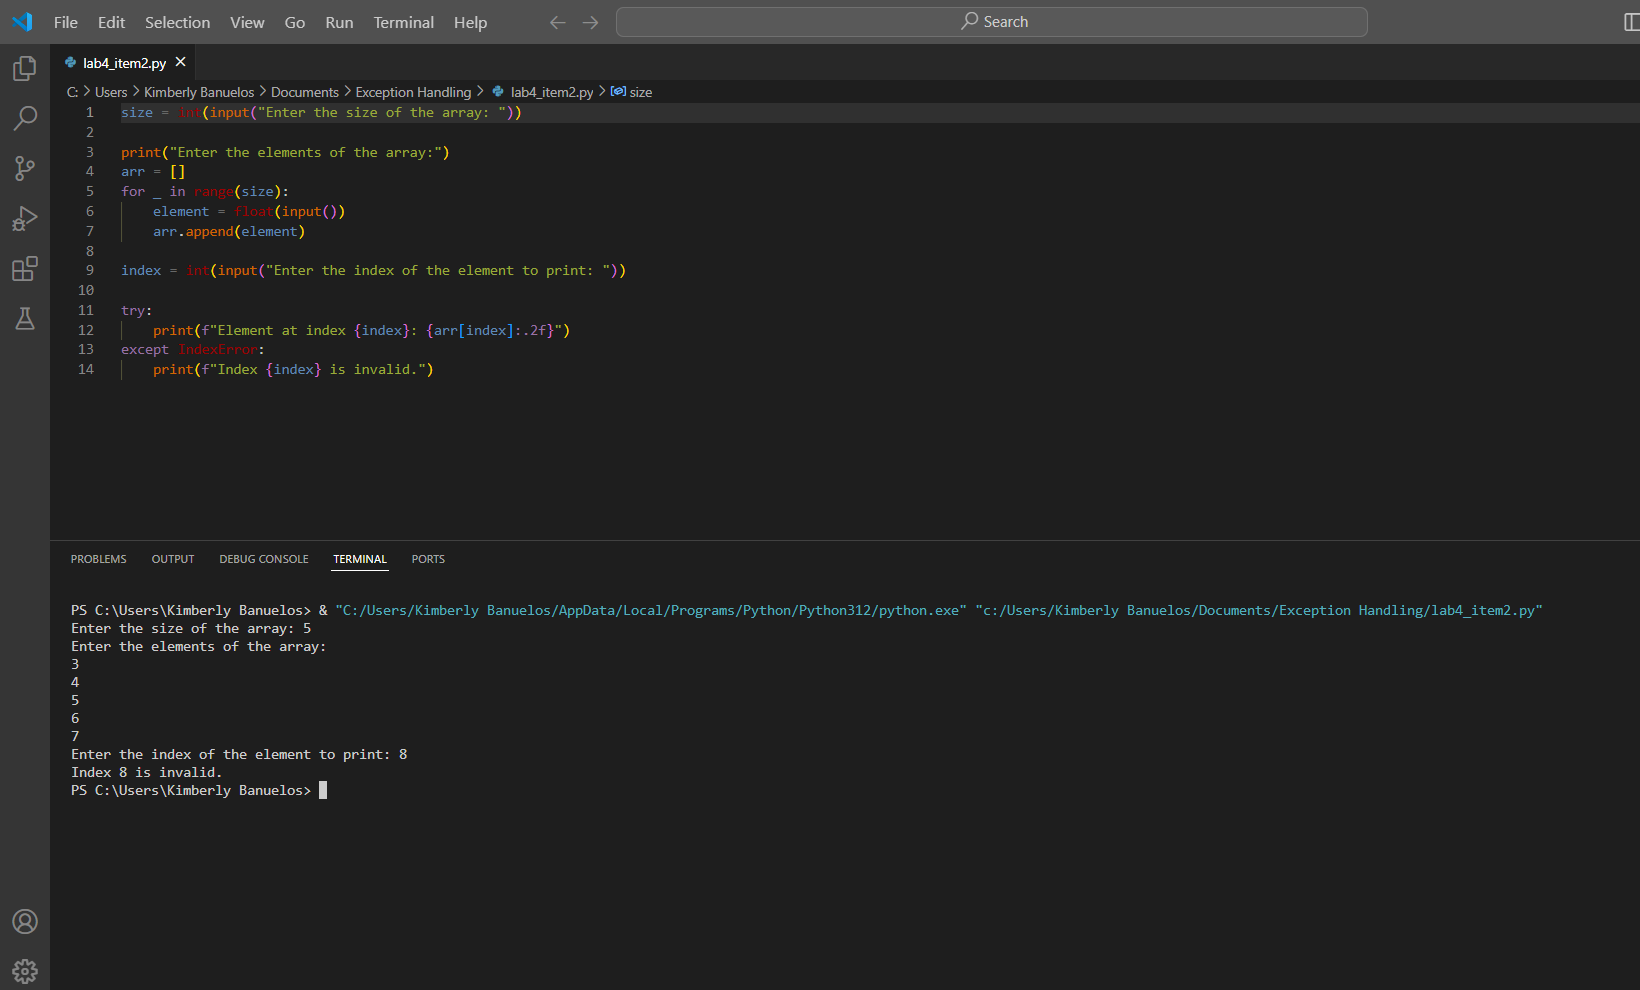 File Edit Selection View Go Run Terminal Help Search
lab4_item2.py
C: > Users > Kimberly Banuelos > Documents > Exception Handling > lab4_item2.py > size
1 size = int(input("Enter the size of the array: "))
2
3 print("Enter the elements of the array:")
4 arr = []
5 for _ in range(size):
6     element = float(input())
7     arr.append(element)
8
9 index = int(input("Enter the index of the element to print: "))
10
11 try:
12     print(f"Element at index {index}: {arr[index]:.2f}")
13 except IndexError:
14     print(f"Index {index} is invalid.")
PROBLEMS OUTPUT DEBUG CONSOLE TERMINAL PORTS
PS C:\Users\Kimberly Banuelos> & "C:/Users/Kimberly Banuelos/AppData/Local/Programs/Python/Python312/python.exe" "c:/Users/Kimberly Banuelos/Documents/Exception Handling/lab4_item2.py"
Enter the size of the array: 5
Enter the elements of the array:
3
4
5
6
7
Enter the index of the element to print: 8
Index 8 is invalid.
PS C:\Users\Kimberly Banuelos>